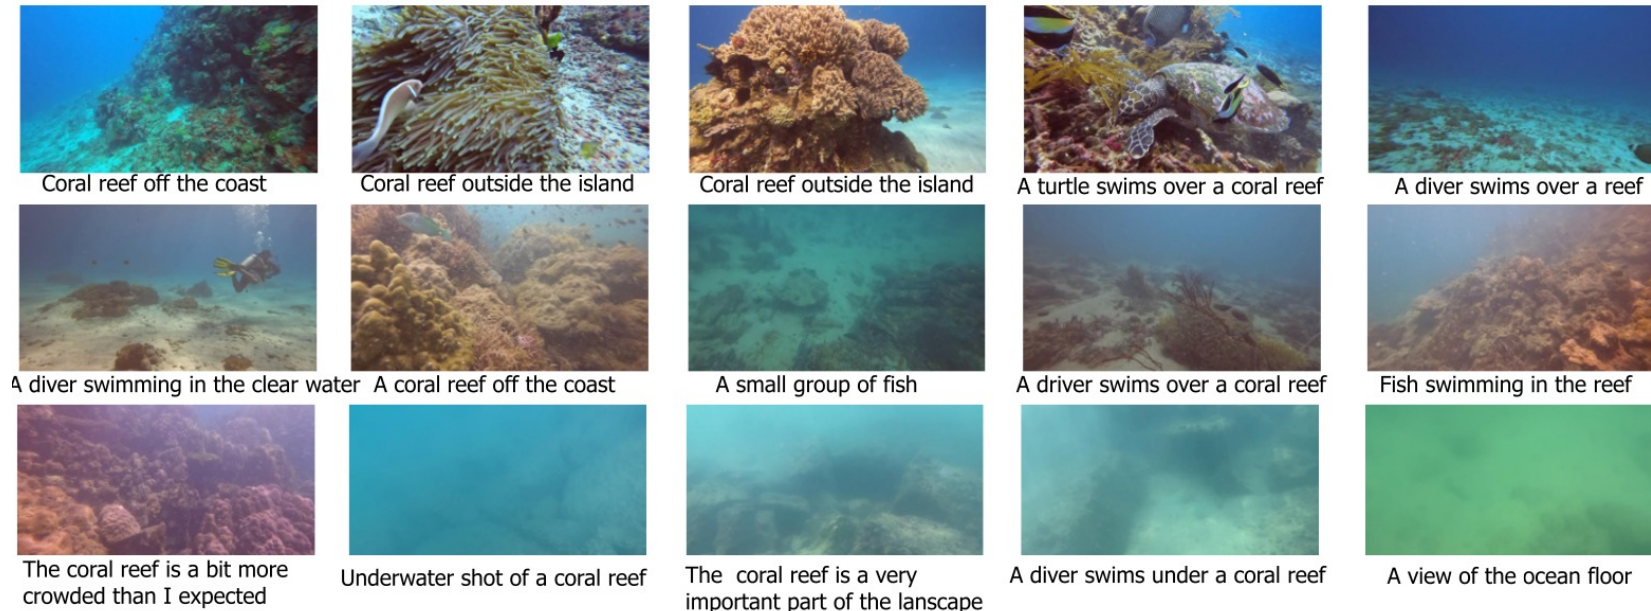 Coral reef off the coast
Coral reef outside the island
Coral reef outside the island
A turtle swims over a coral reef
A diver swims over a reef
A diver swimming in the clear water
A coral reef off the coast
A small group of fish
A driver swims over a coral reef
Fish swimming in the reef
The coral reef is a bit more
crowded than I expected
Underwater shot of a coral reef
The coral reef is a very
important part of the lanscape
A diver swims under a coral reef
A view of the ocean floor